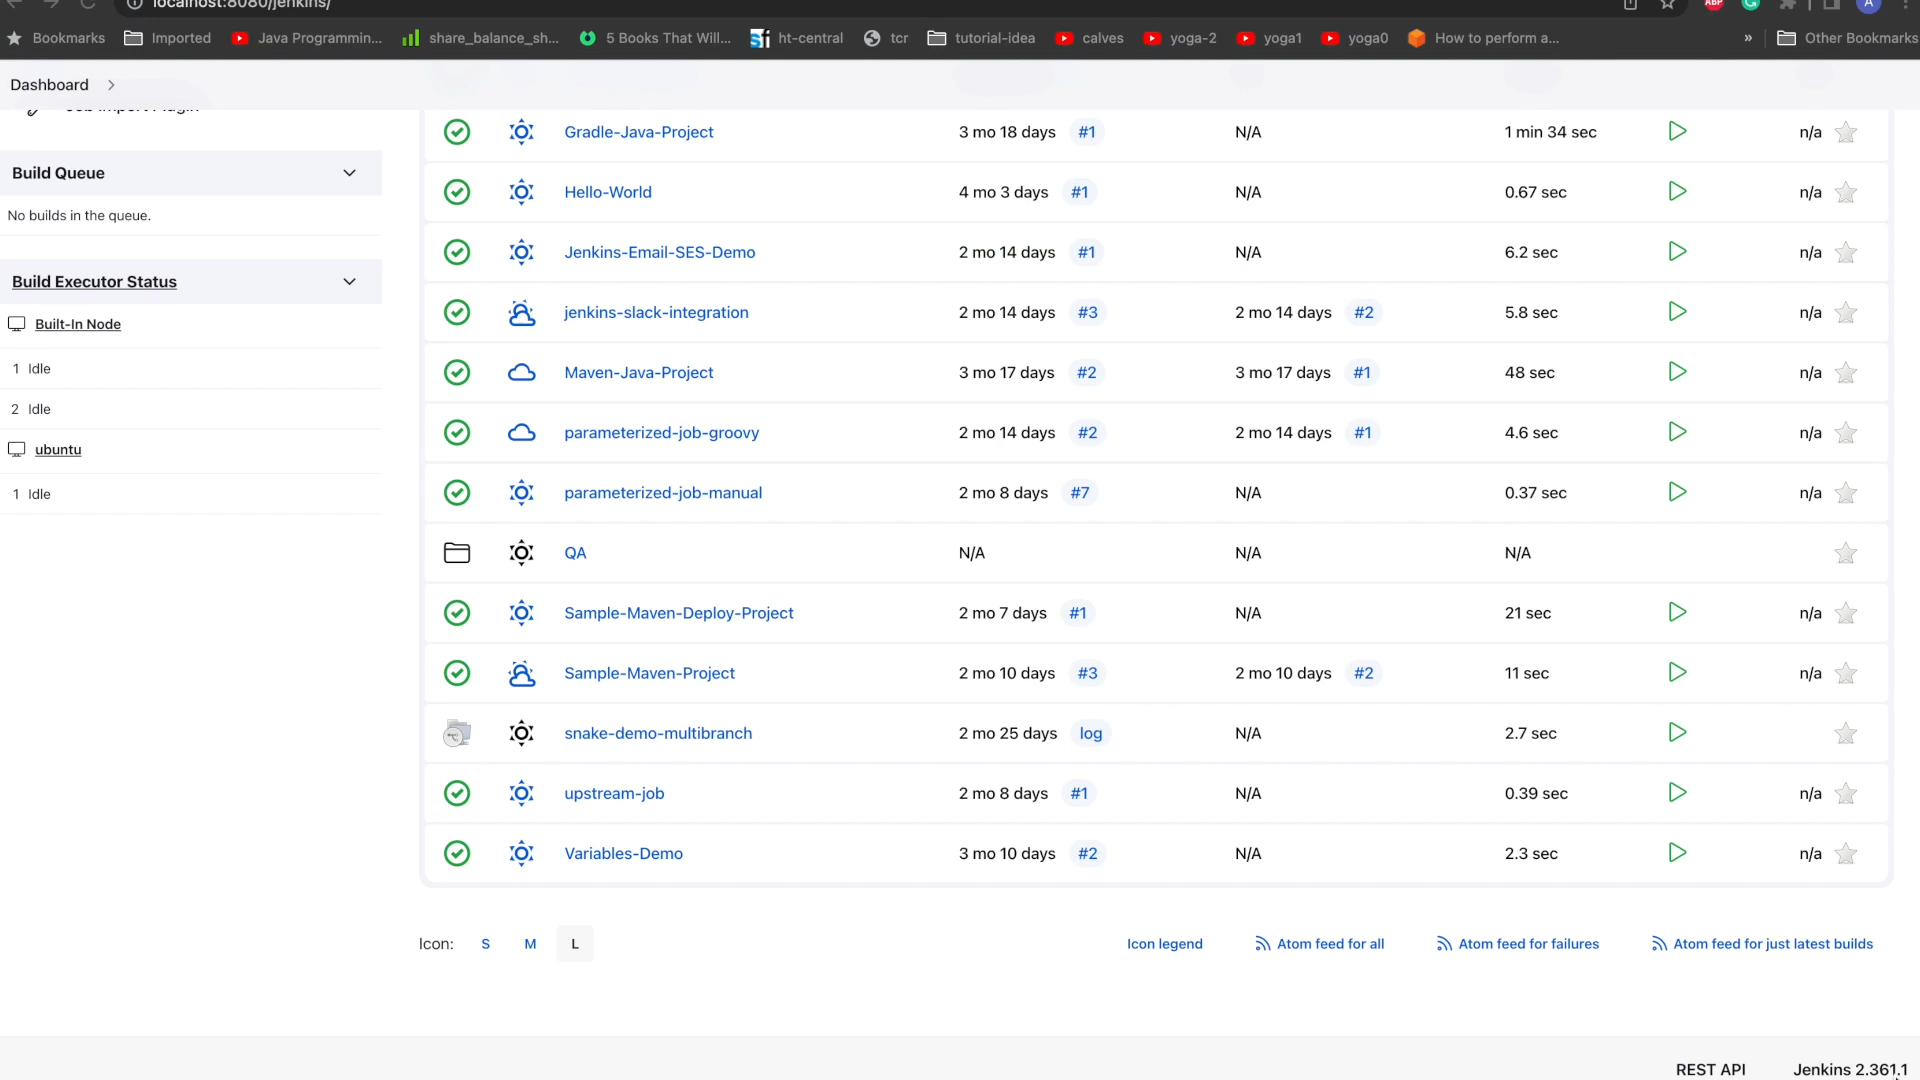 localhost:8080/jenkins/
ABP
A
Bookmarks Imported Java Programmin... share_balance_sh... 5 Books That Will... ht-central tcr tutorial-idea calves yoga-2 yoga1 yoga0 How to perform a... » Other Bookmarks
Dashboard
Job Import Plugin
Build Queue
No builds in the queue.
Build Executor Status
Built-In Node
1 Idle
2 Idle
ubuntu
1 Idle
Gradle-Java-Project 3 mo 18 days #1 N/A 1 min 34 sec n/a
Hello-World 4 mo 3 days #1 N/A 0.67 sec n/a
Jenkins-Email-SES-Demo 2 mo 14 days #1 N/A 6.2 sec n/a
jenkins-slack-integration 2 mo 14 days #3 2 mo 14 days #2 5.8 sec n/a
Maven-Java-Project 3 mo 17 days #2 3 mo 17 days #1 48 sec n/a
parameterized-job-groovy 2 mo 14 days #2 2 mo 14 days #1 4.6 sec n/a
parameterized-job-manual 2 mo 8 days #7 N/A 0.37 sec n/a
QA N/A N/A N/A
Sample-Maven-Deploy-Project 2 mo 7 days #1 N/A 21 sec n/a
Sample-Maven-Project 2 mo 10 days #3 2 mo 10 days #2 11 sec n/a
snake-demo-multibranch 2 mo 25 days log N/A 2.7 sec
upstream-job 2 mo 8 days #1 N/A 0.39 sec n/a
Variables-Demo 3 mo 10 days #2 N/A 2.3 sec n/a
Icon: S M L Icon legend Atom feed for all Atom feed for failures Atom feed for just latest builds
REST API Jenkins 2.361.1